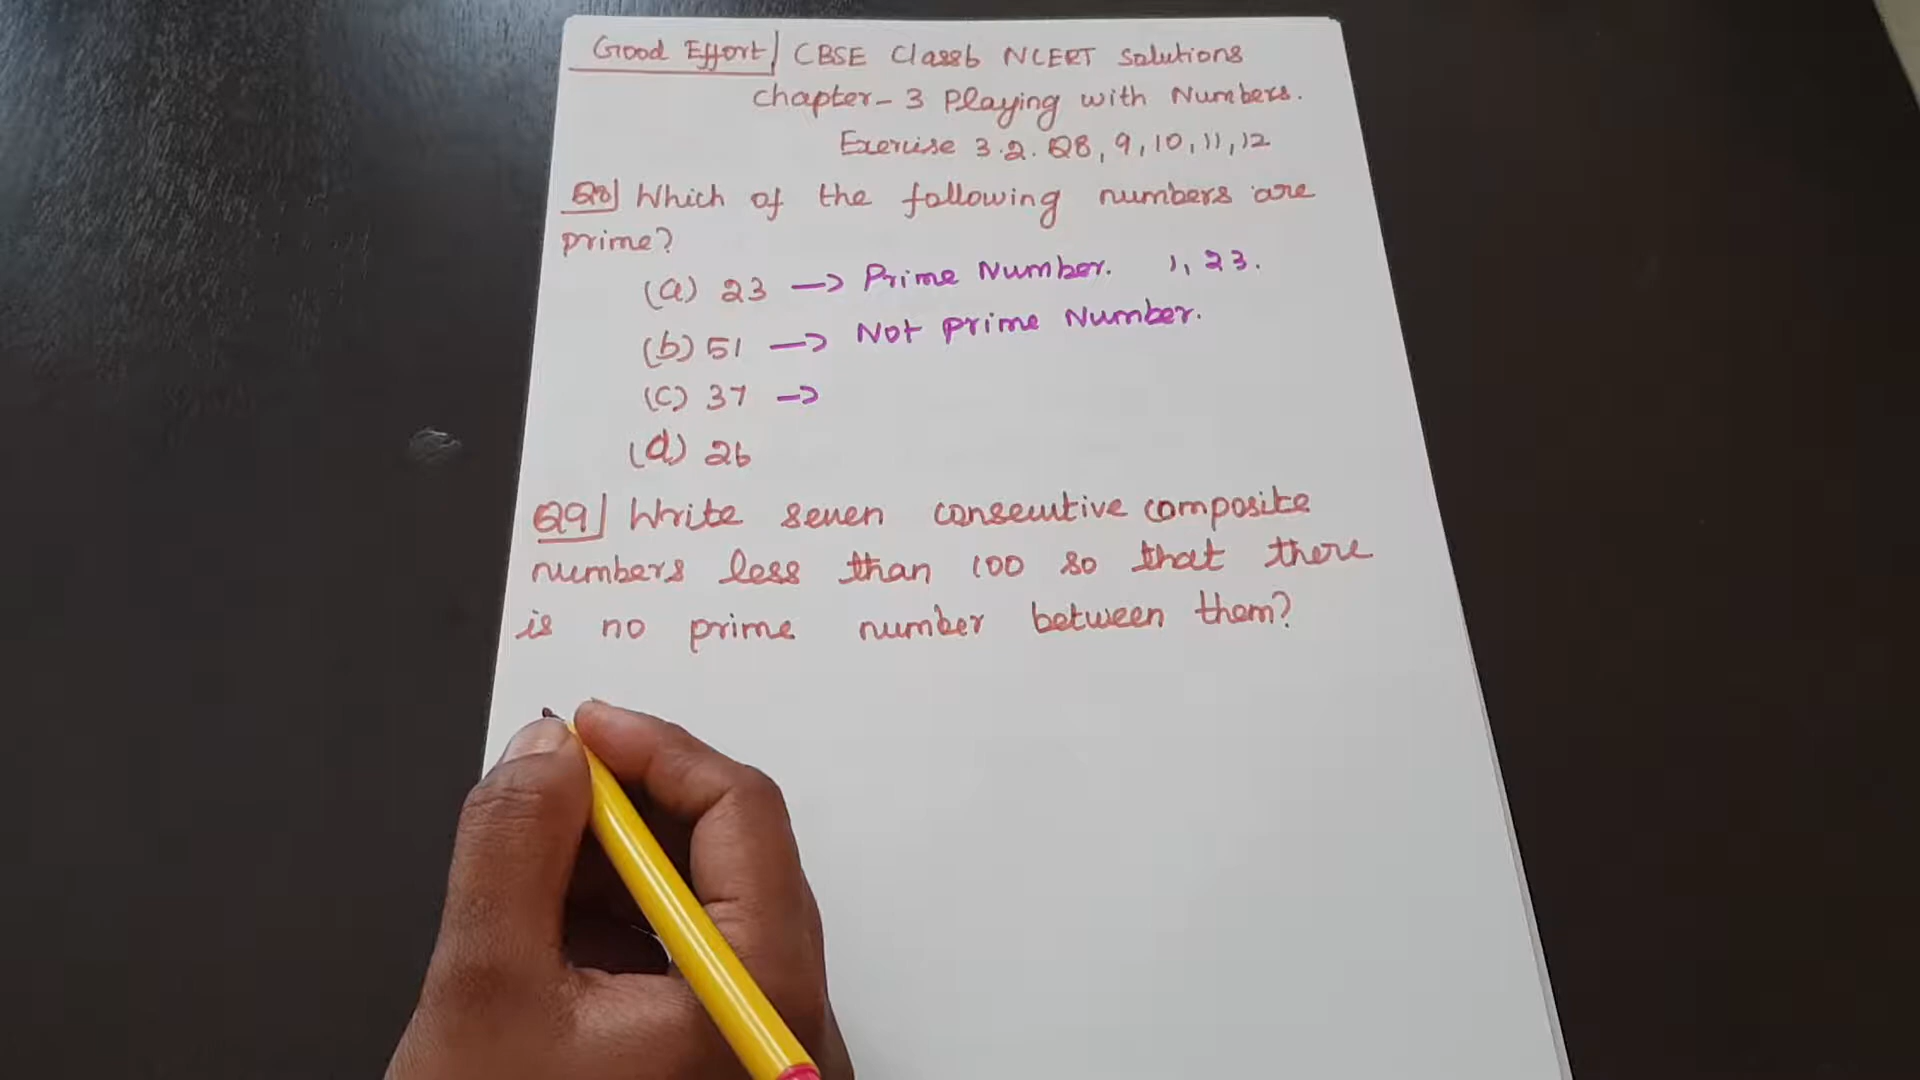 Good Effort | CBSE Class 6 NCERT Solutions
Chapter - 3 Playing with Numbers.
Exercise 3.2. Q8, 9, 10, 11, 12
Q8) Which of the following numbers are
prime?
(a) 23 → Prime Number. 1, 23.
(b) 51 → Not prime Number.
(c) 37 →
(d) 26
Q9) Write seven consecutive composite
numbers less than 100 so that there
is no prime number between them?